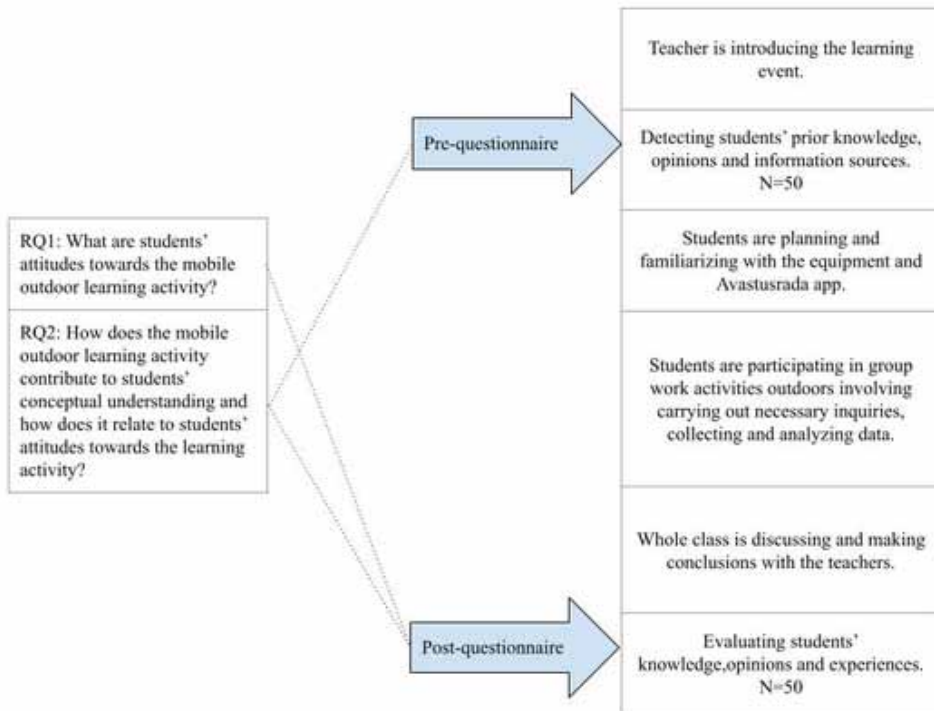 RQ1: What are students’
attitudes towards the mobile
outdoor learning activity?
RQ2: How does the mobile
outdoor learning activity
contribute to students’
conceptual understanding and
how does it relate to students’
attitudes towards the learning
activity?
Pre-questionnaire
Post-questionnaire
Teacher is introducing the learning
event.
Detecting students’ prior knowledge,
opinions and information sources.
N=50
Students are planning and
familiarizing with the equipment and
Avastusrada app.
Students are participating in group
work activities outdoors involving
carrying out necessary inquiries,
collecting and analyzing data.
Whole class is discussing and making
conclusions with the teachers.
Evaluating students’
knowledge,opinions and experiences.
N=50